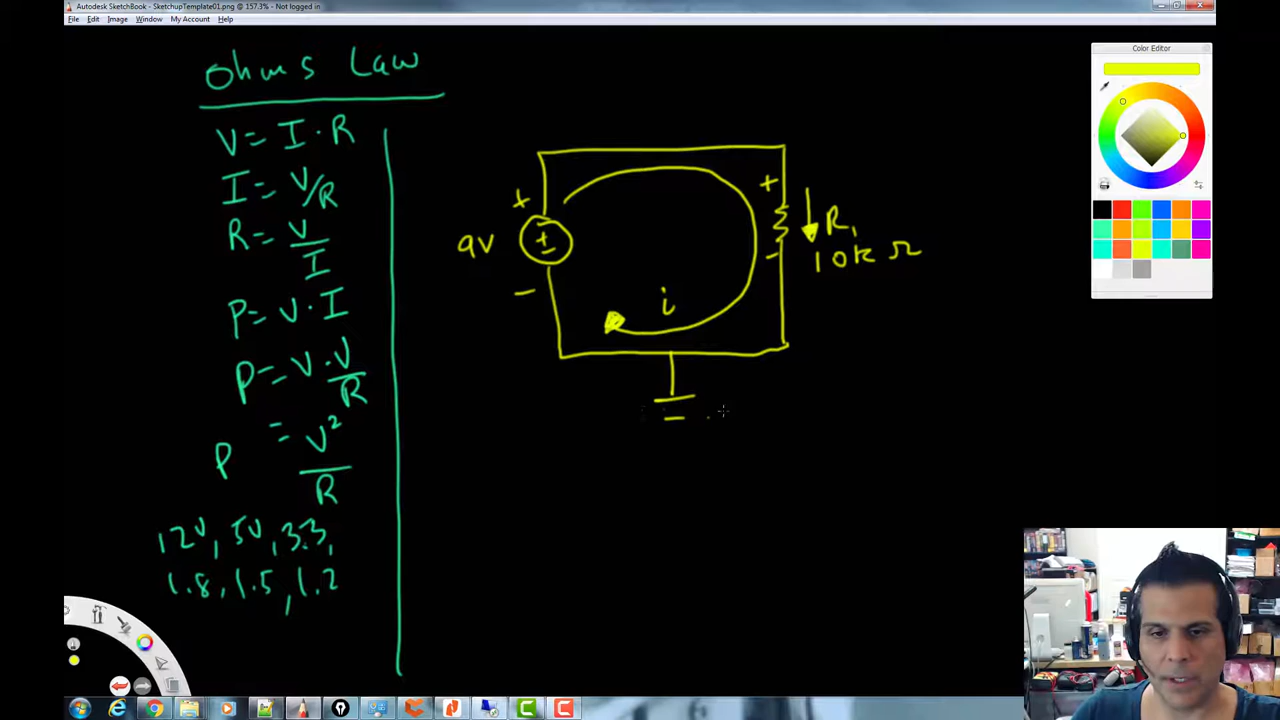 Autodesk SketchBook - SketchupTemplate01.png @ 157.3% - Not logged in
File Edit Image Window My Account Help
Color Editor
Ohms Law
V = I · R
I = V/R
R = V/I
P = V · I
P = V · V/R
P = V²/R
12V, 5V, 3.3,
1.8, 1.5, 1.2
+
9V
±
−
i
+
R₁
−
10k Ω